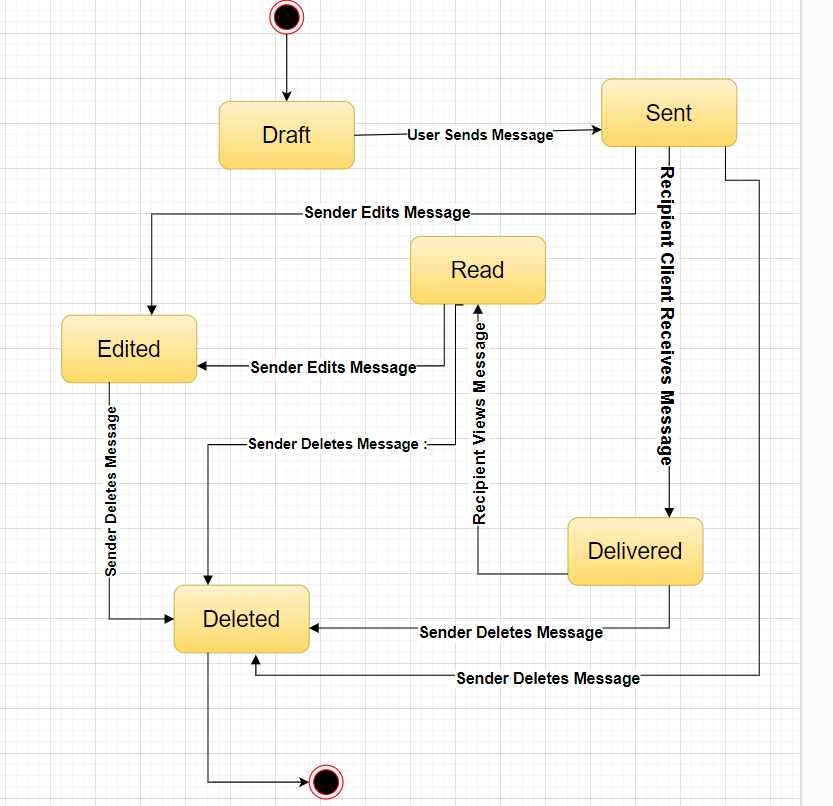 Draft
User Sends Message
Sent
Sender Edits Message
Recipient Client Receives Message
Read
Edited
Sender Edits Message
Recipient Views Message
Sender Deletes Message :
Sender Deletes Message
Delivered
Deleted
Sender Deletes Message
Sender Deletes Message